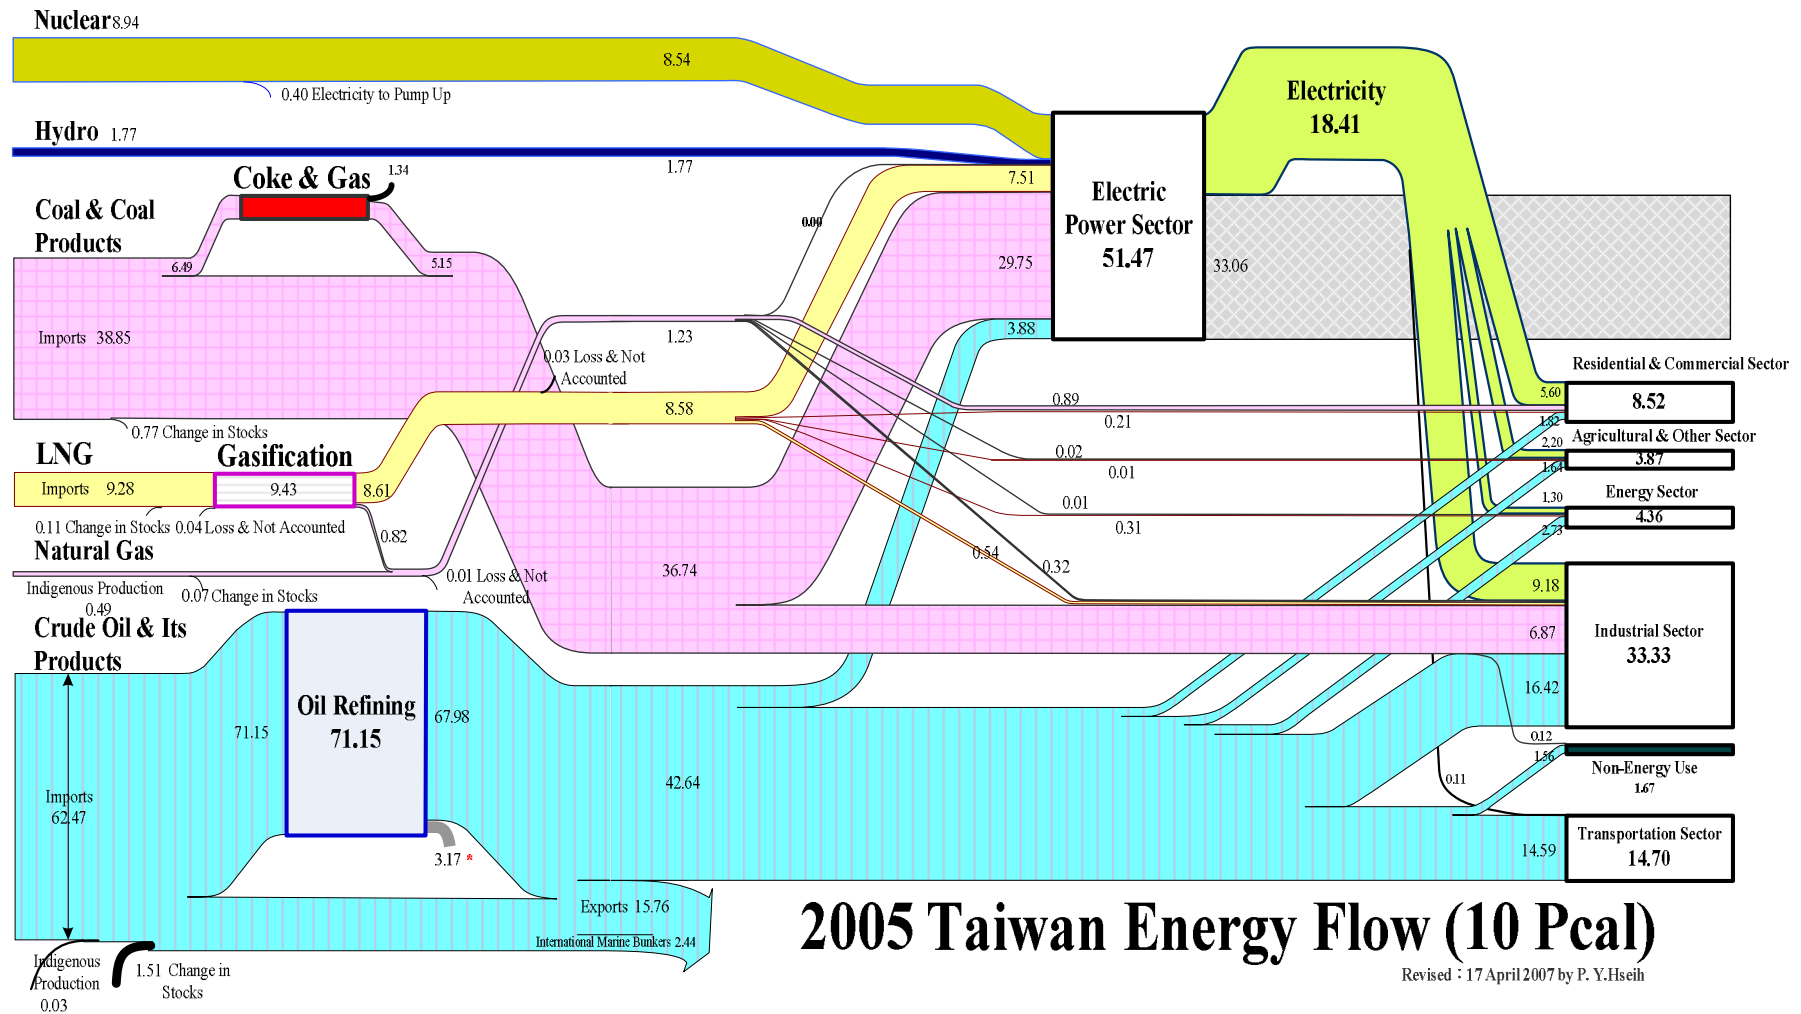 Nuclear 8.94
8.54
0.40 Electricity to Pump Up
Electricity
18.41
Hydro 1.77
1.77
Coke & Gas
1.34
Coal & Coal
Products
6.49
5.15
0.00
7.51
Electric
Power Sector
51.47
29.75
33.06
3.88
Imports 38.85
1.23
0.03 Loss & Not
Accounted
0.77 Change in Stocks
8.58
Residential & Commercial Sector
5.60
8.52
1.82
0.89
0.21
Agricultural & Other Sector
2.20
3.87
1.64
0.02
0.01
LNG
Gasification
Imports 9.28
9.43
8.61
0.11 Change in Stocks
0.04 Loss & Not Accounted
0.82
Energy Sector
1.30
4.36
2.73
0.01
0.31
Natural Gas
Indigenous Production
0.49
0.07 Change in Stocks
0.01 Loss & Not
Accounted
0.54
0.32
36.74
9.18
6.87
Industrial Sector
33.33
16.42
Crude Oil & Its
Products
Oil Refining
71.15
71.15
67.98
Imports
62.47
3.17 *
42.64
0.12
1.56
Non-Energy Use
1.67
0.11
Transportation Sector
14.70
14.59
Exports 15.76
International Marine Bunkers 2.44
Indigenous
Production
0.03
1.51 Change in
Stocks
2005 Taiwan Energy Flow (10 Pcal)
Revised : 17 April 2007 by P. Y.Hseih